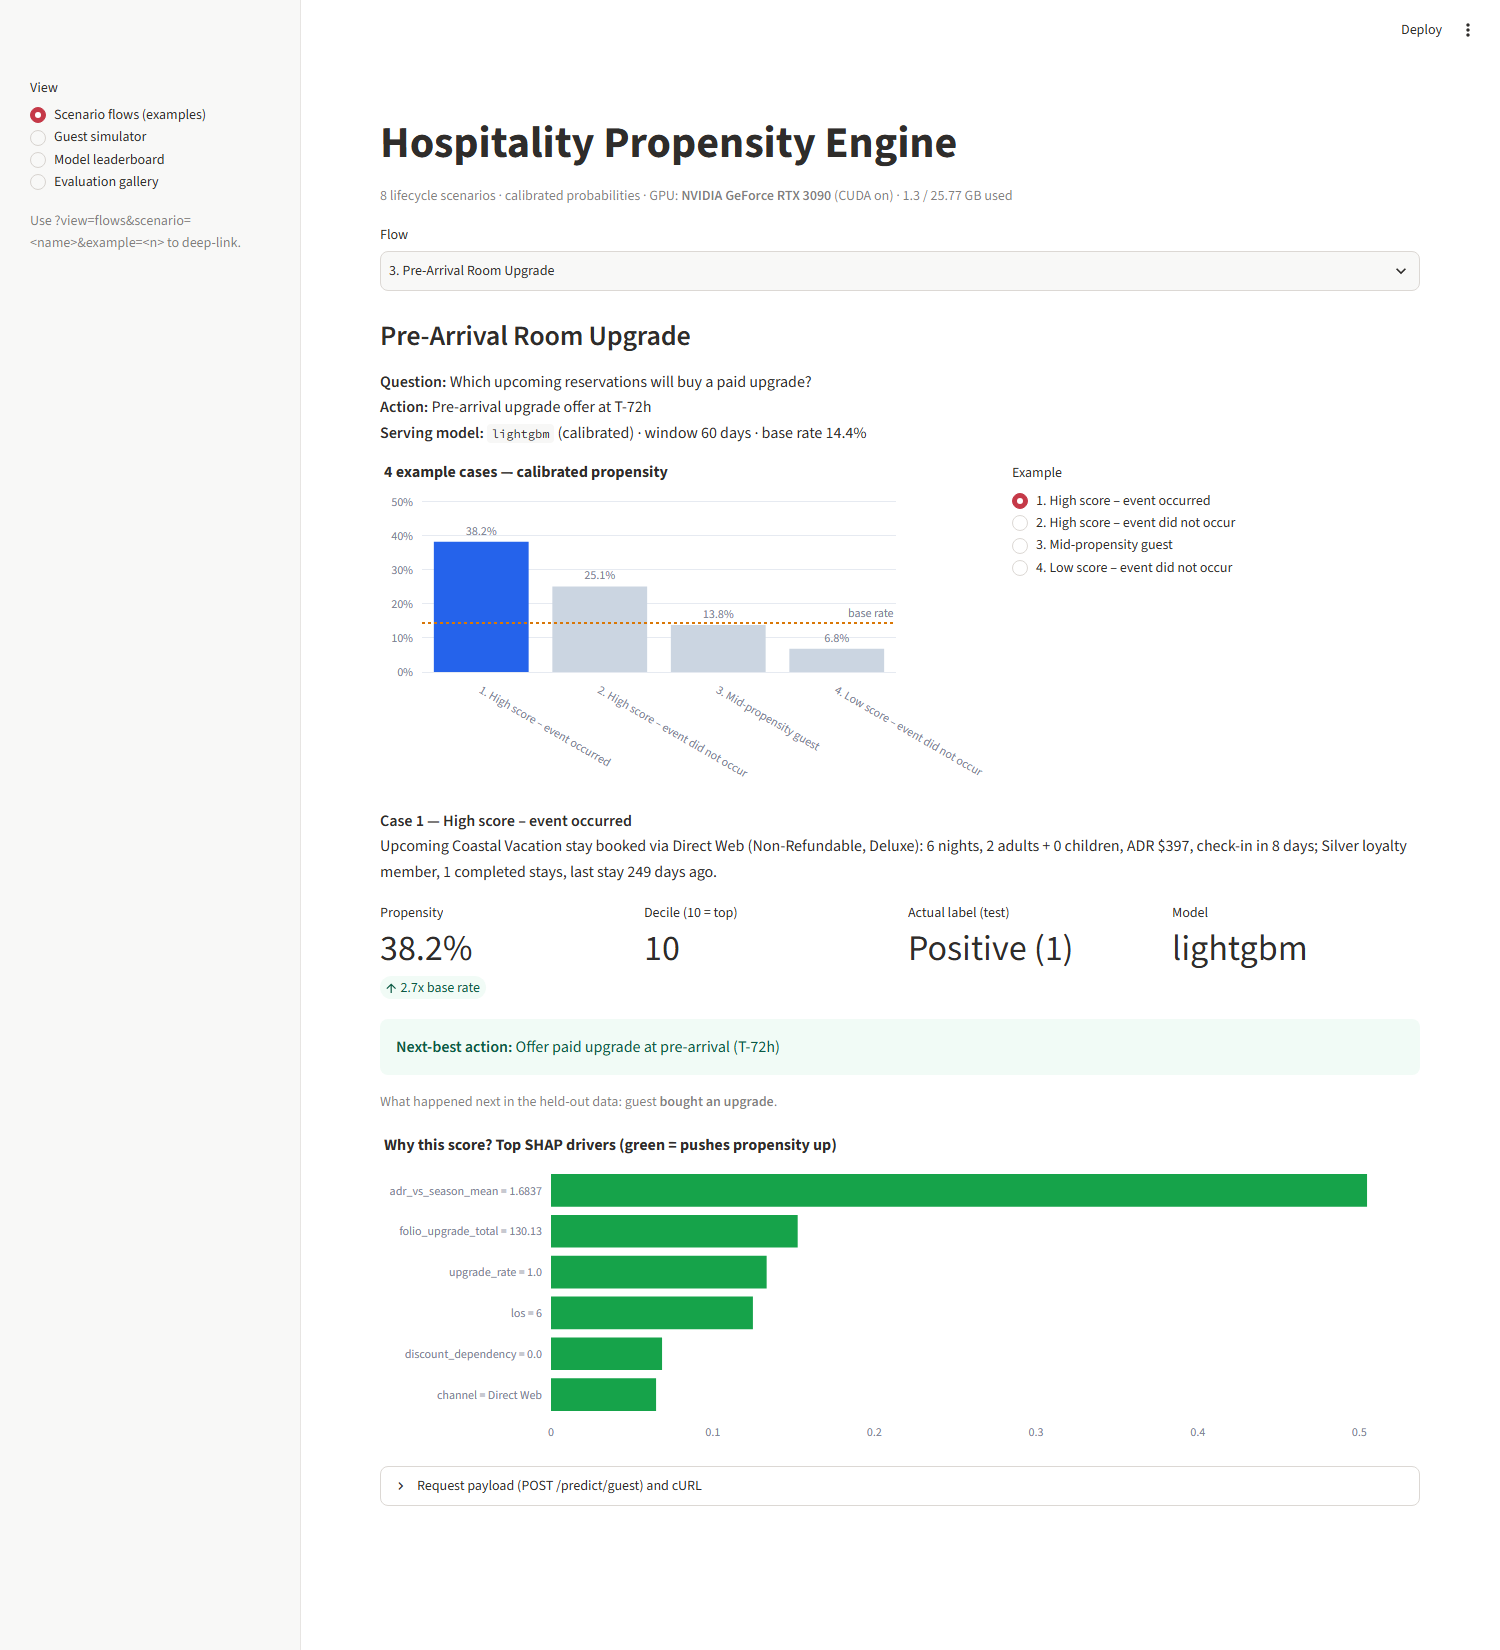 Deploy
View
Scenario flows (examples)
Guest simulator
Model leaderboard
Evaluation gallery
Use ?view=flows&scenario=
<name>&example=<n> to deep-link.
Hospitality Propensity Engine
8 lifecycle scenarios · calibrated probabilities · GPU: NVIDIA GeForce RTX 3090 (CUDA on) · 1.3 / 25.77 GB used
Flow
3. Pre-Arrival Room Upgrade
Pre-Arrival Room Upgrade
Question: Which upcoming reservations will buy a paid upgrade?
Action: Pre-arrival upgrade offer at T-72h
Serving model: lightgbm (calibrated) · window 60 days · base rate 14.4%
4 example cases — calibrated propensity
50%
40%
30%
20%
10%
0%
38.2%
25.1%
13.8%
6.8%
base rate
1. High score – event occurred
2. High score – event did not occur
3. Mid-propensity guest
4. Low score – event did not occur
Example
1. High score – event occurred
2. High score – event did not occur
3. Mid-propensity guest
4. Low score – event did not occur
Case 1 — High score – event occurred
Upcoming Coastal Vacation stay booked via Direct Web (Non-Refundable, Deluxe): 6 nights, 2 adults + 0 children, ADR $397, check-in in 8 days; Silver loyalty
member, 1 completed stays, last stay 249 days ago.
Propensity
38.2%
↑ 2.7x base rate
Decile (10 = top)
10
Actual label (test)
Positive (1)
Model
lightgbm
Next-best action: Offer paid upgrade at pre-arrival (T-72h)
What happened next in the held-out data: guest bought an upgrade.
Why this score? Top SHAP drivers (green = pushes propensity up)
adr_vs_season_mean = 1.6837
folio_upgrade_total = 130.13
upgrade_rate = 1.0
los = 6
discount_dependency = 0.0
channel = Direct Web
0
0.1
0.2
0.3
0.4
0.5
Request payload (POST /predict/guest) and cURL